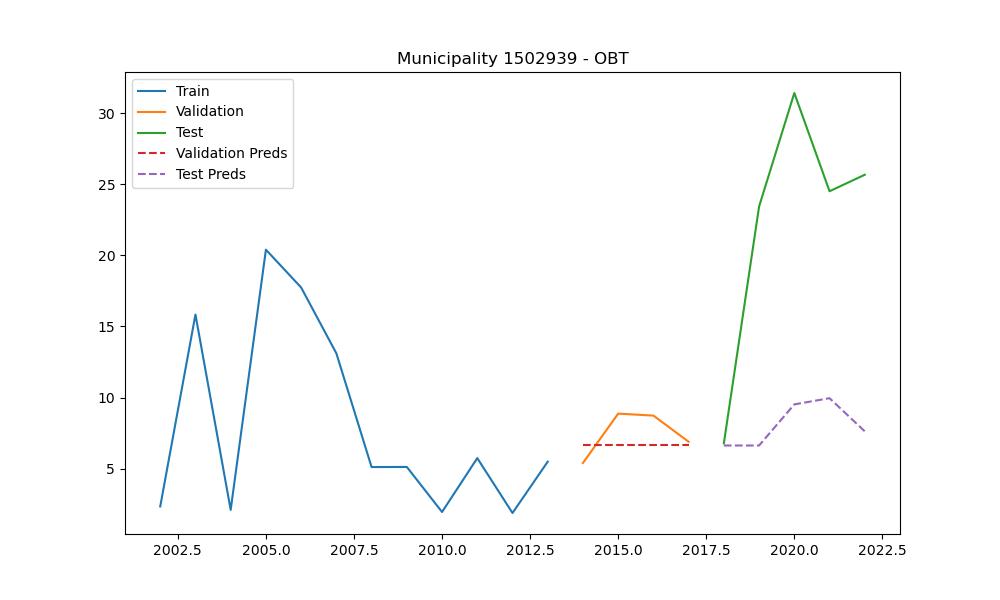 Municipality 1502939 - OBT
Train
Validation
Test
Validation Preds
Test Preds
30
25
20
15
10
5
2002.5 2005.0 2007.5 2010.0 2012.5 2015.0 2017.5 2020.0 2022.5